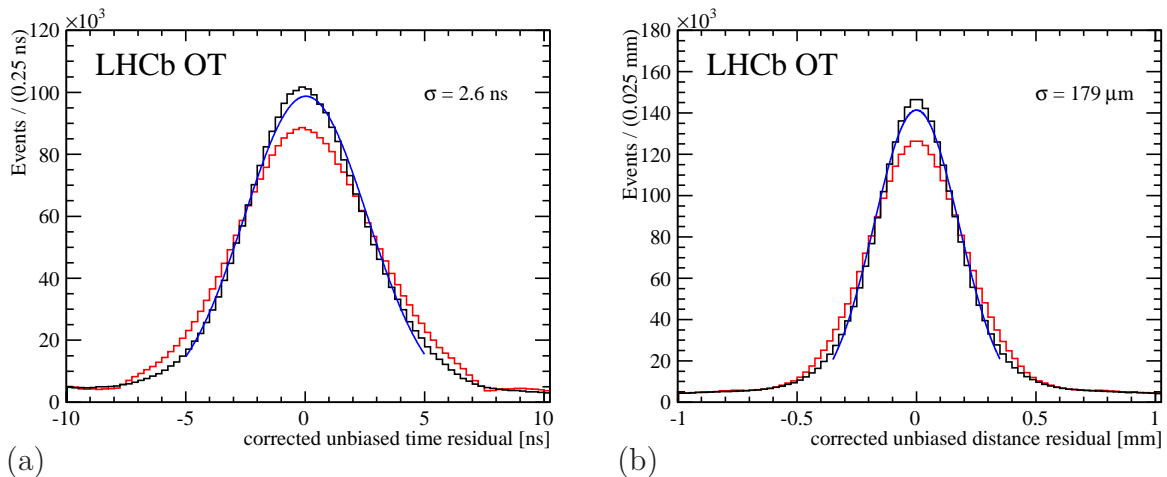 ×10³
120
100
80
60
40
20
0
Events / (0.25 ns)
LHCb OT
σ = 2.6 ns
-10 -5 0 5 10
corrected unbiased time residual [ns]
(a)
×10³
180
160
140
120
100
80
60
40
20
0
Events / (0.025 mm)
LHCb OT
σ = 179 μm
-1 -0.5 0 0.5 1
corrected unbiased distance residual [mm]
(b)